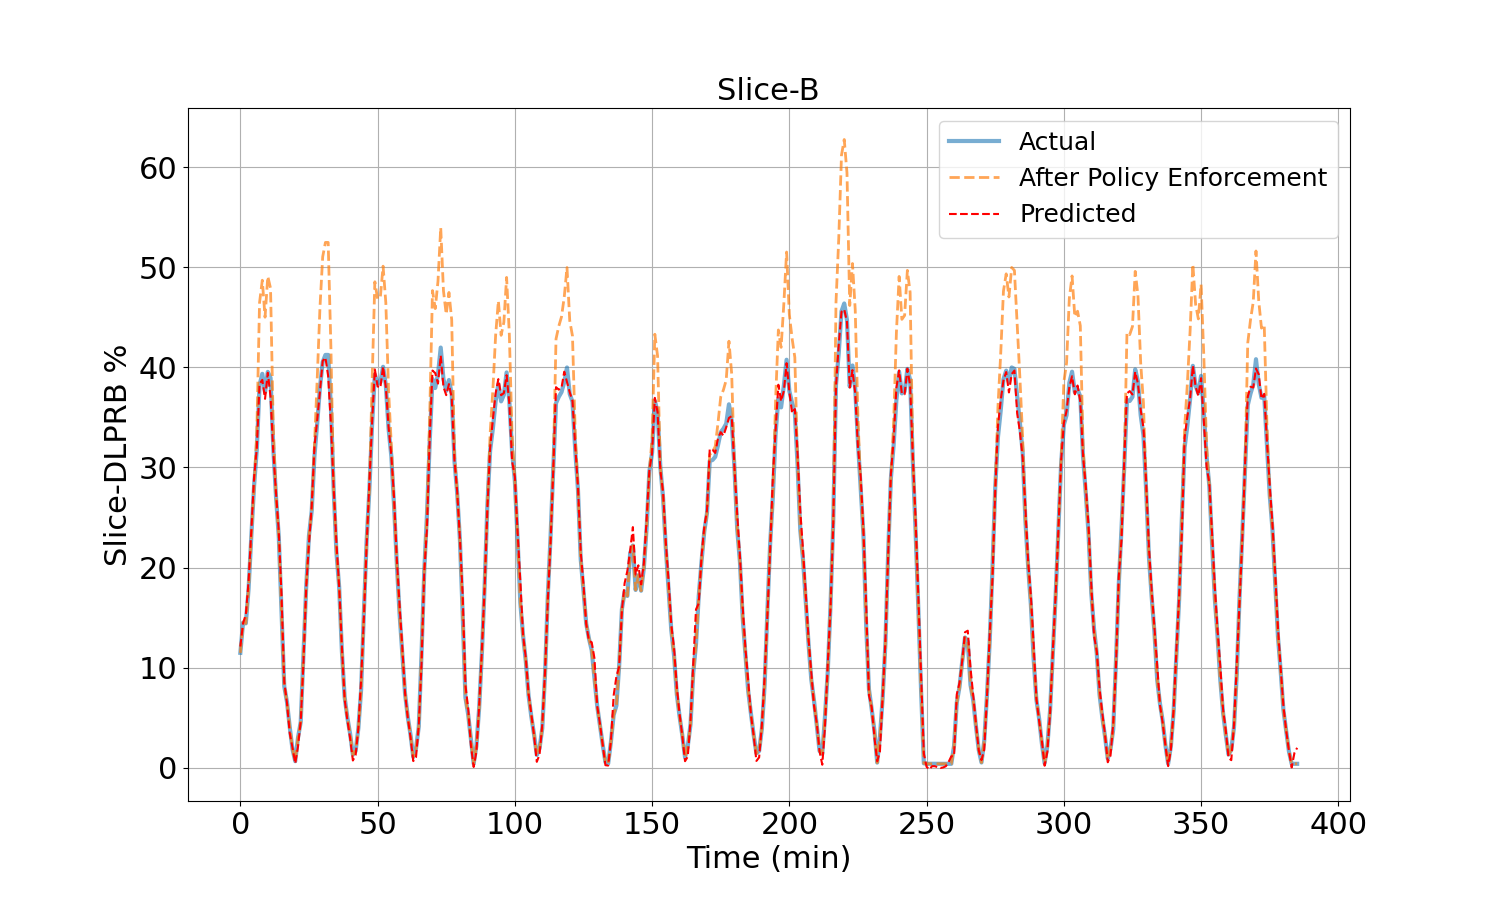 Slice-B
Actual
After Policy Enforcement
Predicted
Slice-DLPRB %
60
50
40
30
20
10
0
0 50 100 150 200 250 300 350 400
Time (min)